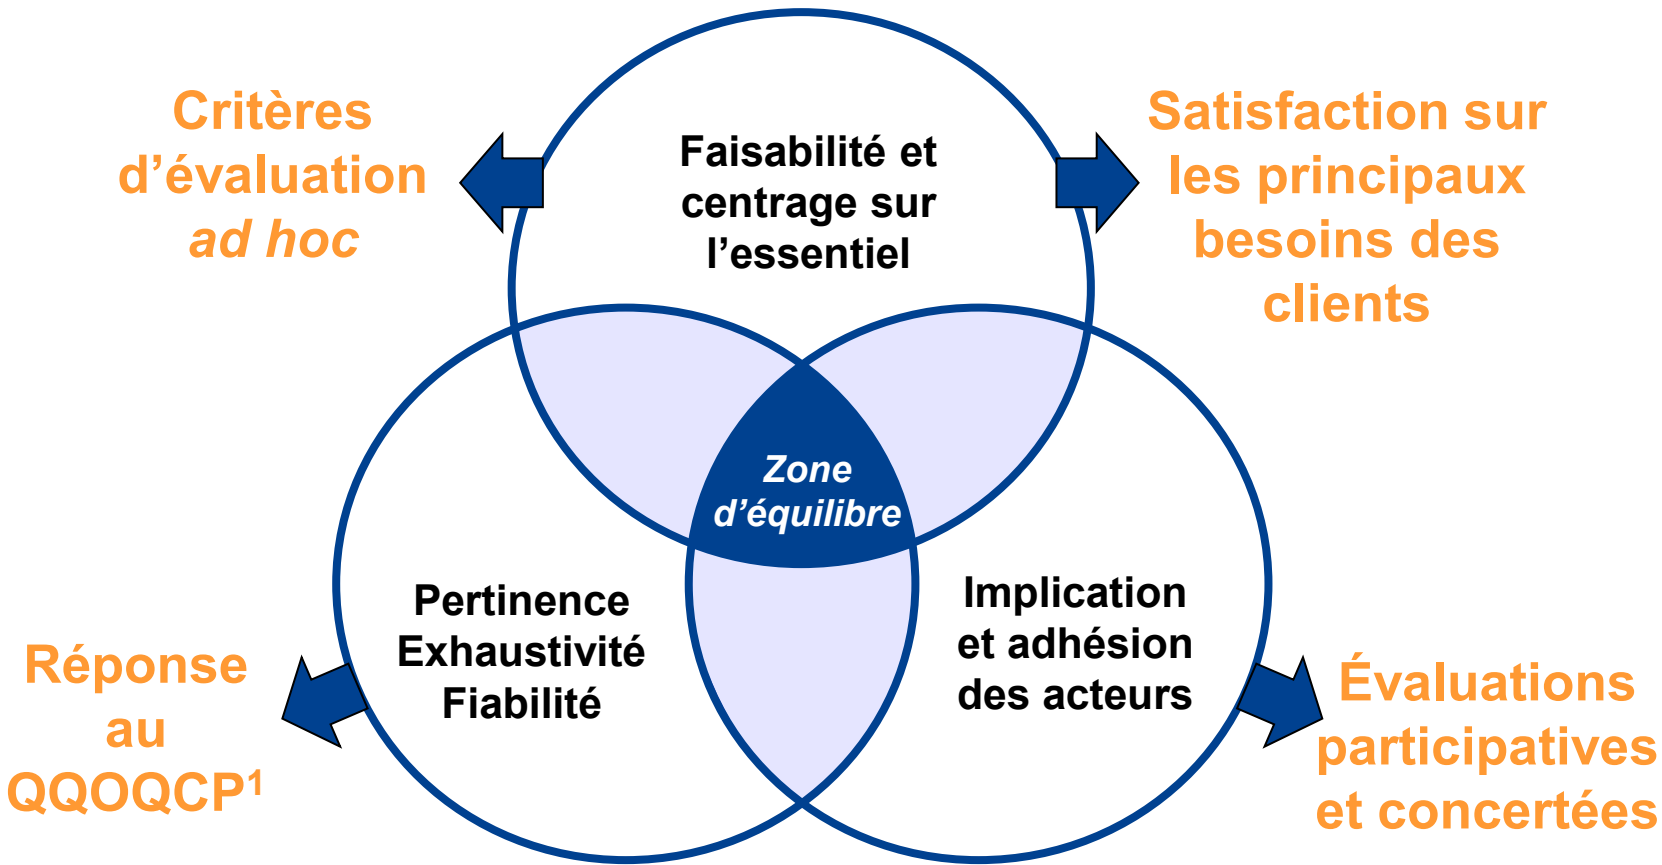 Critères
d’évaluation
ad hoc
Faisabilité et
centrage sur
l’essentiel
Satisfaction sur
les principaux
besoins des
clients
Zone
d’équilibre
Pertinence
Exhaustivité
Fiabilité
Implication
et adhésion
des acteurs
Réponse
au
QQOQCP¹
Évaluations
participatives
et concertées